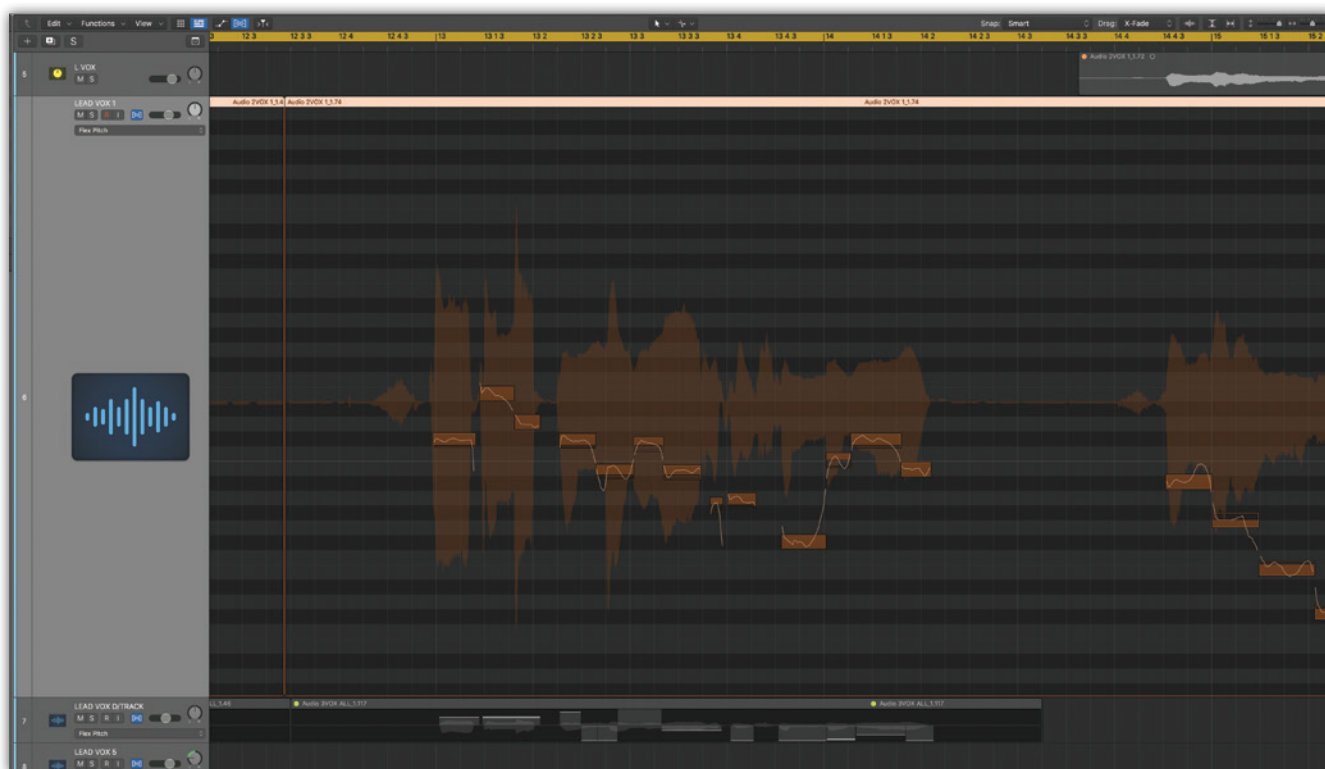 Edit Functions View Snap: Smart Drag: X-Fade
S
12 3 12 3 3 12 4 12 4 3 13 13 1 3 13 2 13 2 3 13 3 13 3 3 13 4 13 4 3 14 14 1 3 14 2 14 2 3 14 3 14 3 3 14 4 14 4 3 15 15 1 3 15 2
5 L VOX Audio 2VOX 1_1.72
M S
LEAD VOX 1 Audio 2VOX 1_1.4 Audio 2VOX 1_1.74 Audio 2VOX 1_1.74
M S R I
Flex Pitch
6
LEAD VOX D/TRACK ALL_1.46 Audio 3VOX ALL_1.117 Audio 3VOX ALL_1.117
7 M S R I
Flex Pitch
LEAD VOX 5
M S R I